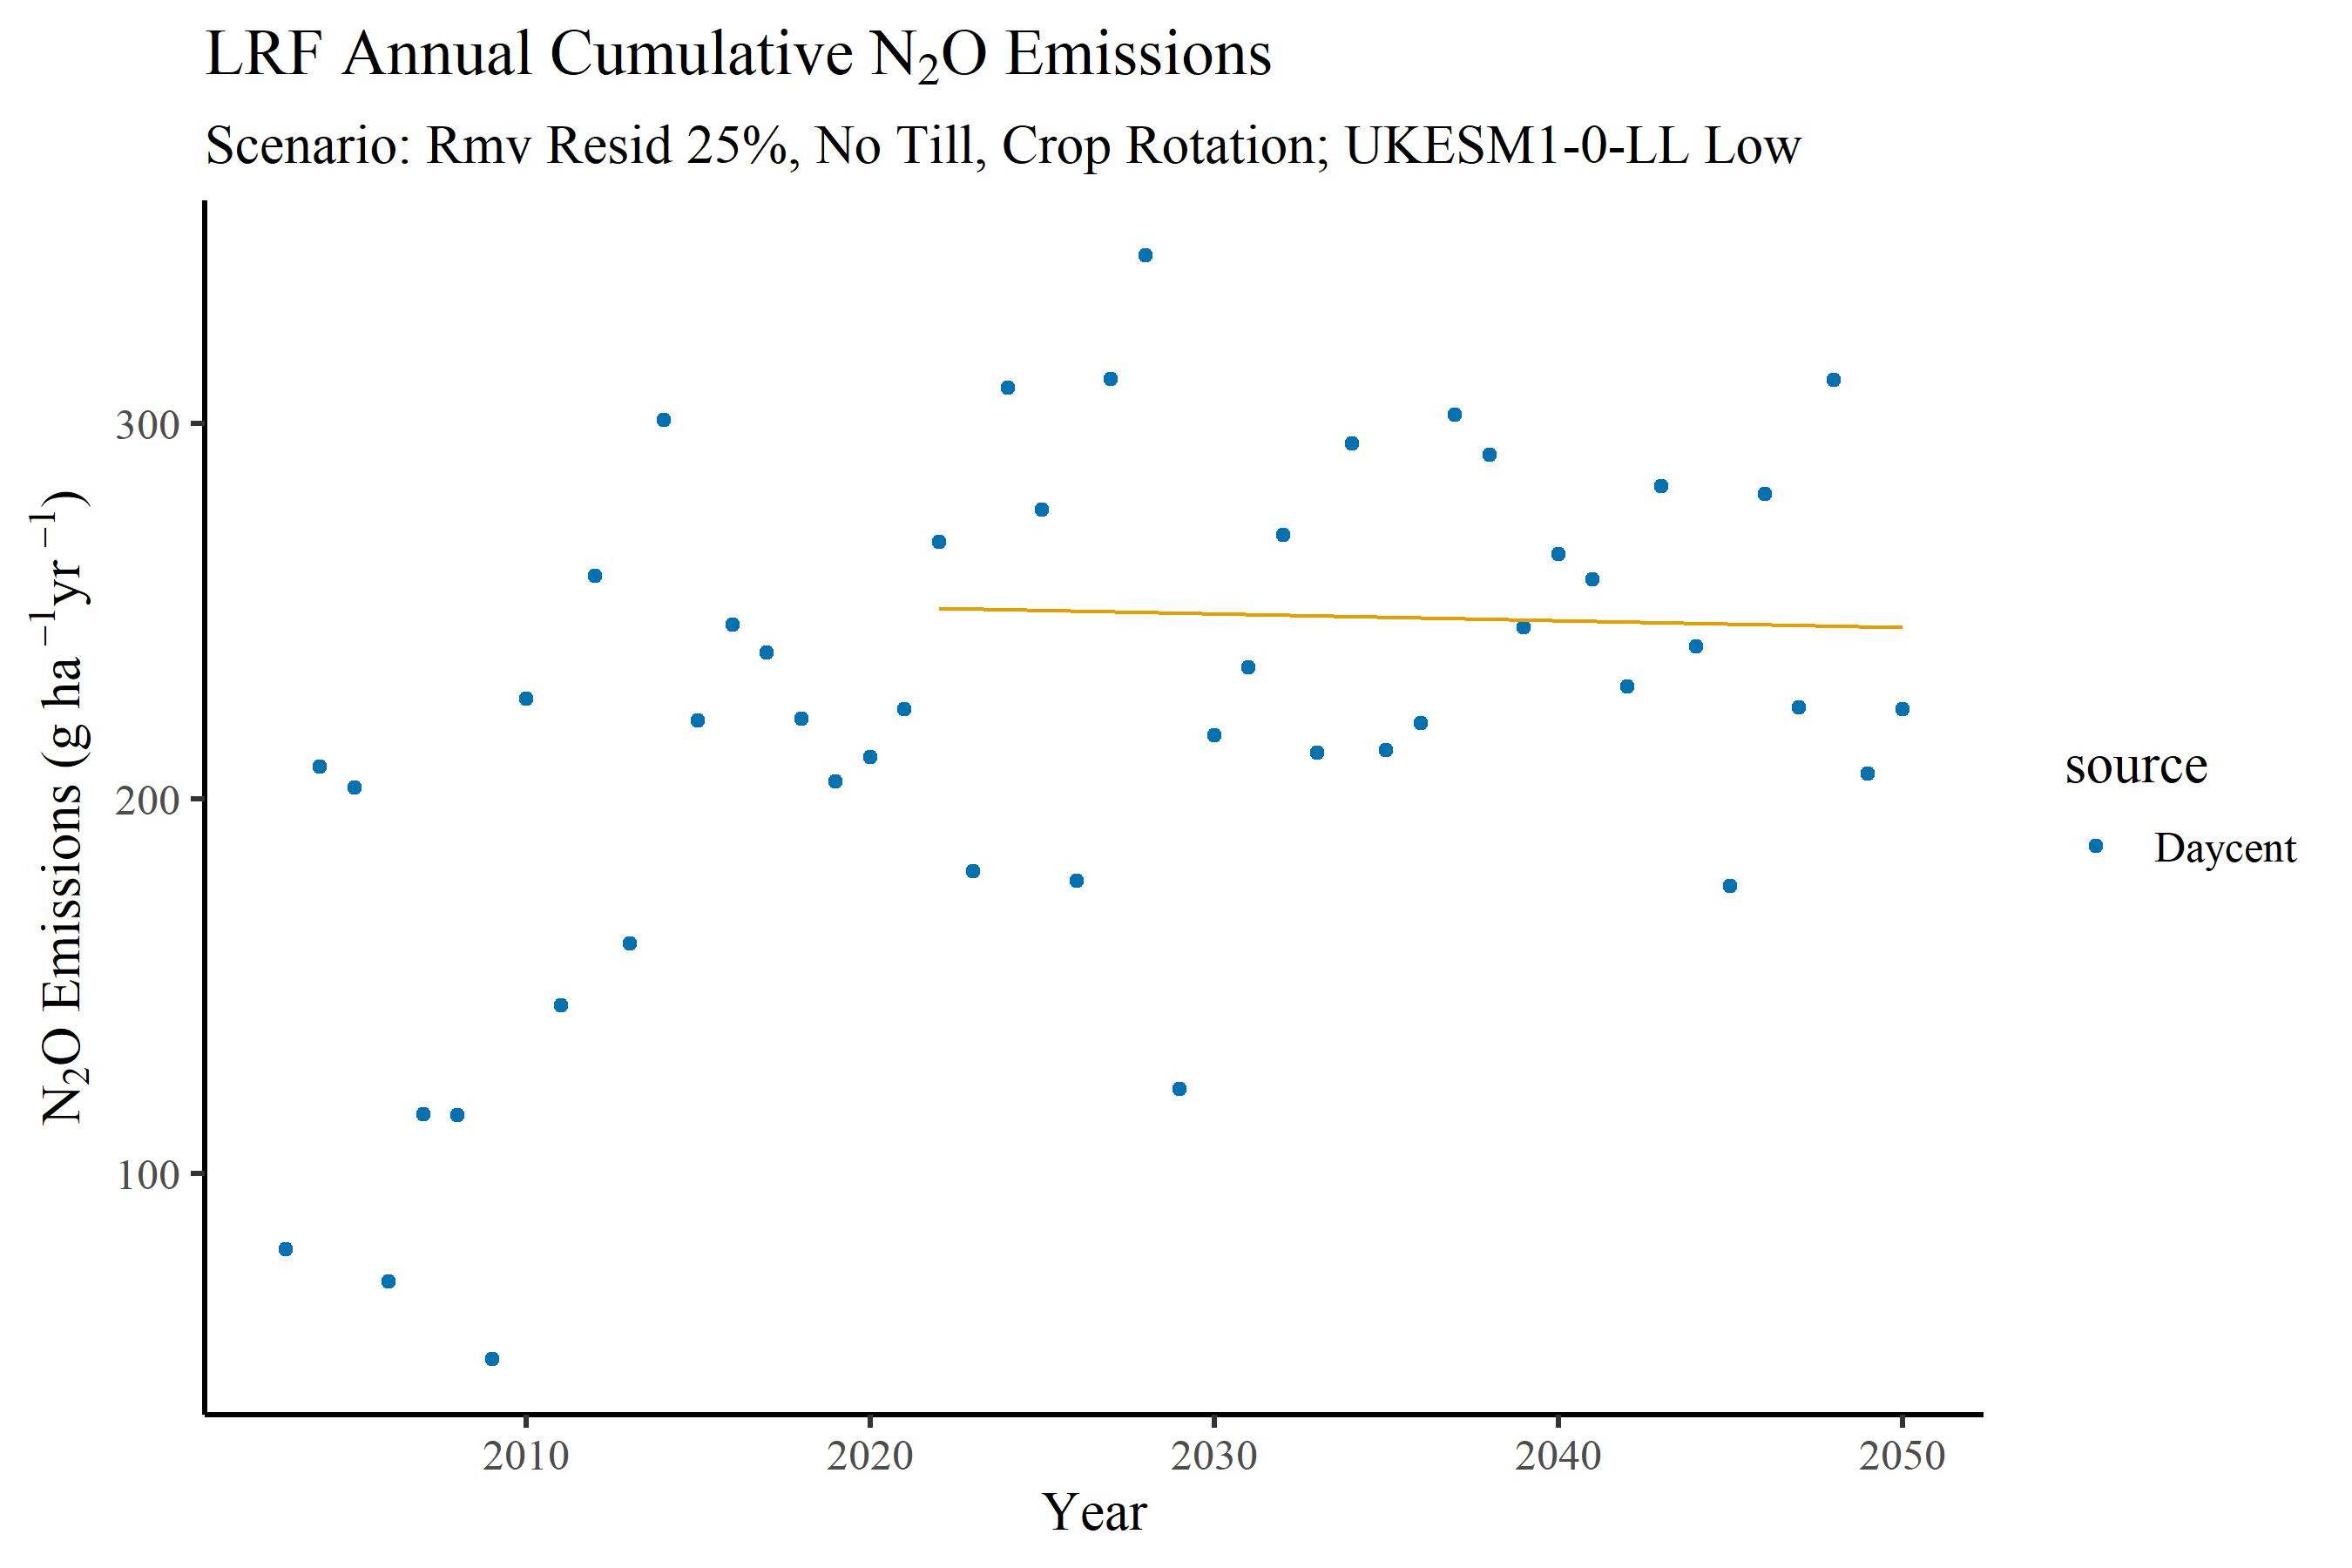 LRF Annual Cumulative N₂O Emissions
Scenario: Rmv Resid 25%, No Till, Crop Rotation; UKESM1-0-LL Low
N₂O Emissions (g ha ⁻¹yr ⁻¹)
300
200
100
2010 2020 2030 2040 2050
Year
source
Daycent